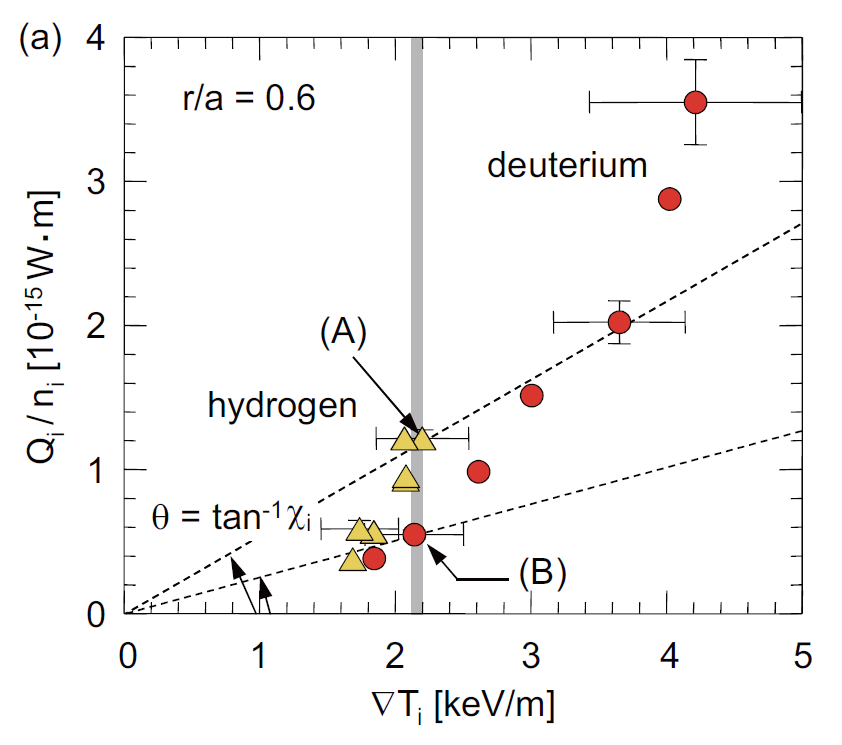 (a)
4
r/a = 0.6
deuterium
3
2
(A)
hydrogen
1
θ = tan⁻¹χᵢ
(B)
0
0 1 2 3 4 5
∇Tᵢ [keV/m]
Qᵢ / nᵢ [10⁻¹⁵ W·m]